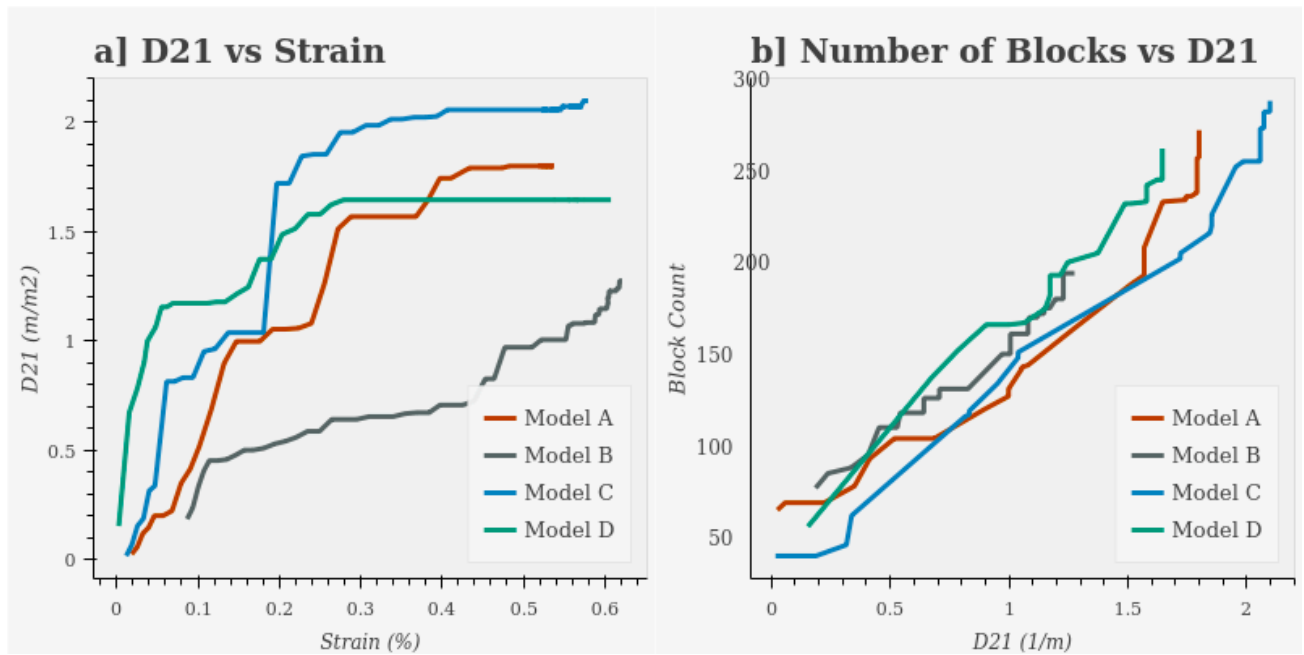 a] D21 vs Strain
D21 (m/m2)
2
1.5
1
0.5
0
0
0.1
0.2
0.3
0.4
0.5
0.6
Strain (%)
Model A
Model B
Model C
Model D
b] Number of Blocks vs D21
Block Count
300
250
200
150
100
50
0
0.5
1
1.5
2
D21 (1/m)
Model A
Model B
Model C
Model D